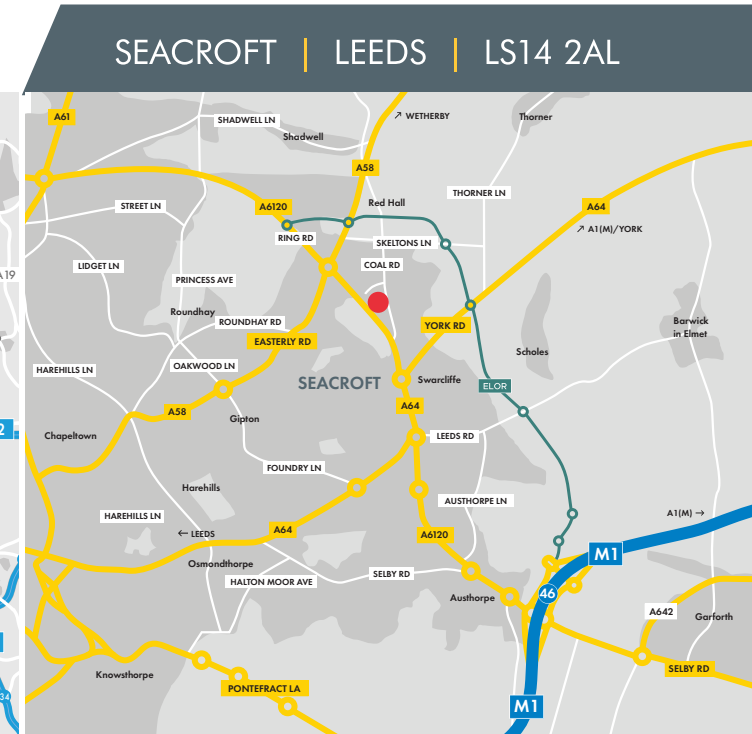 SEACROFT | LEEDS | LS14 2AL
A61
SHADWELL LN
Shadwell
↗ WETHERBY
Thorner
A58
STREET LN
A6120
Red Hall
THORNER LN
A64
RING RD
SKELTONS LN
↗ A1(M)/YORK
A19
LIDGET LN
PRINCESS AVE
COAL RD
Roundhay
ROUNDHAY RD
YORK RD
Barwick
in Elmet
EASTERLY RD
Scholes
HAREHILLS LN
OAKWOOD LN
SEACROFT
Swarcliffe
ELOR
A58
A64
Gipton
2
Chapeltown
LEEDS RD
FOUNDRY LN
Harehills
AUSTHORPE LN
HAREHILLS LN
A1(M) →
← LEEDS
A64
A6120
M1
Osmondthorpe
HALTON MOOR AVE
SELBY RD
Austhorpe
46
A642
Garforth
Knowsthorpe
SELBY RD
PONTEFRACT LA
34
M1